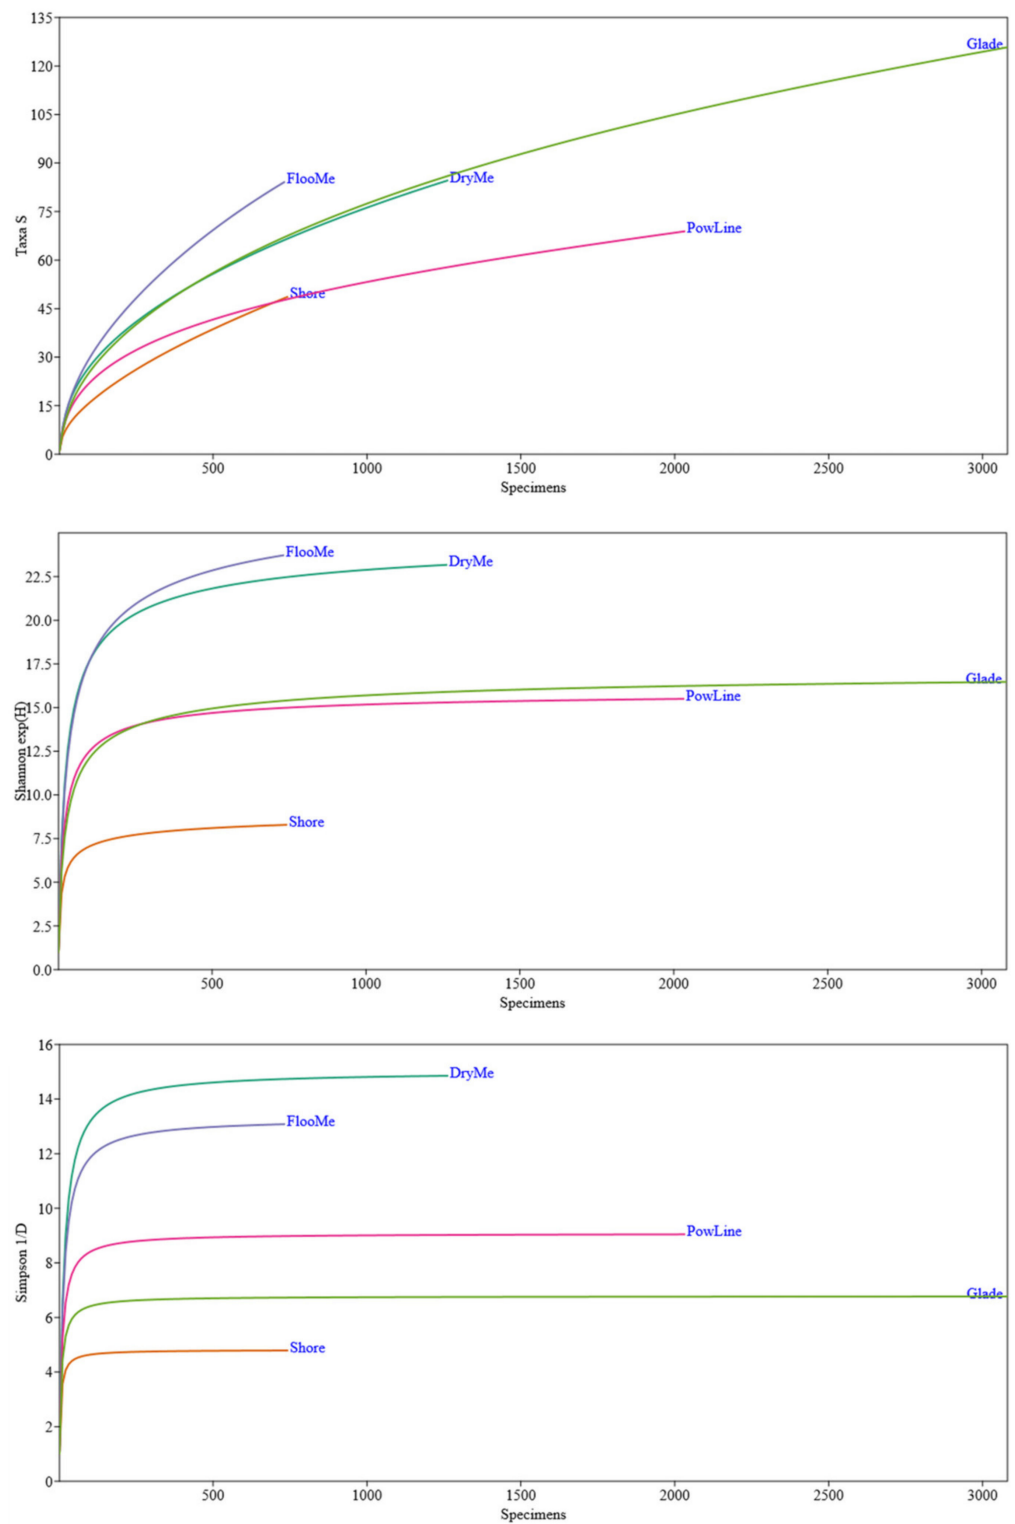 135
120
105
90
75
60
45
30
15
0
Taxa S
Glade
FlooMe
DryMe
PowLine
Shore
500 1000 1500 2000 2500 3000
Specimens
22.5
20.0
17.5
15.0
12.5
10.0
7.5
5.0
2.5
0.0
Shannon exp(H)
FlooMe
DryMe
Glade
PowLine
Shore
500 1000 1500 2000 2500 3000
Specimens
16
14
12
10
8
6
4
2
0
Simpson 1/D
DryMe
FlooMe
PowLine
Glade
Shore
500 1000 1500 2000 2500 3000
Specimens